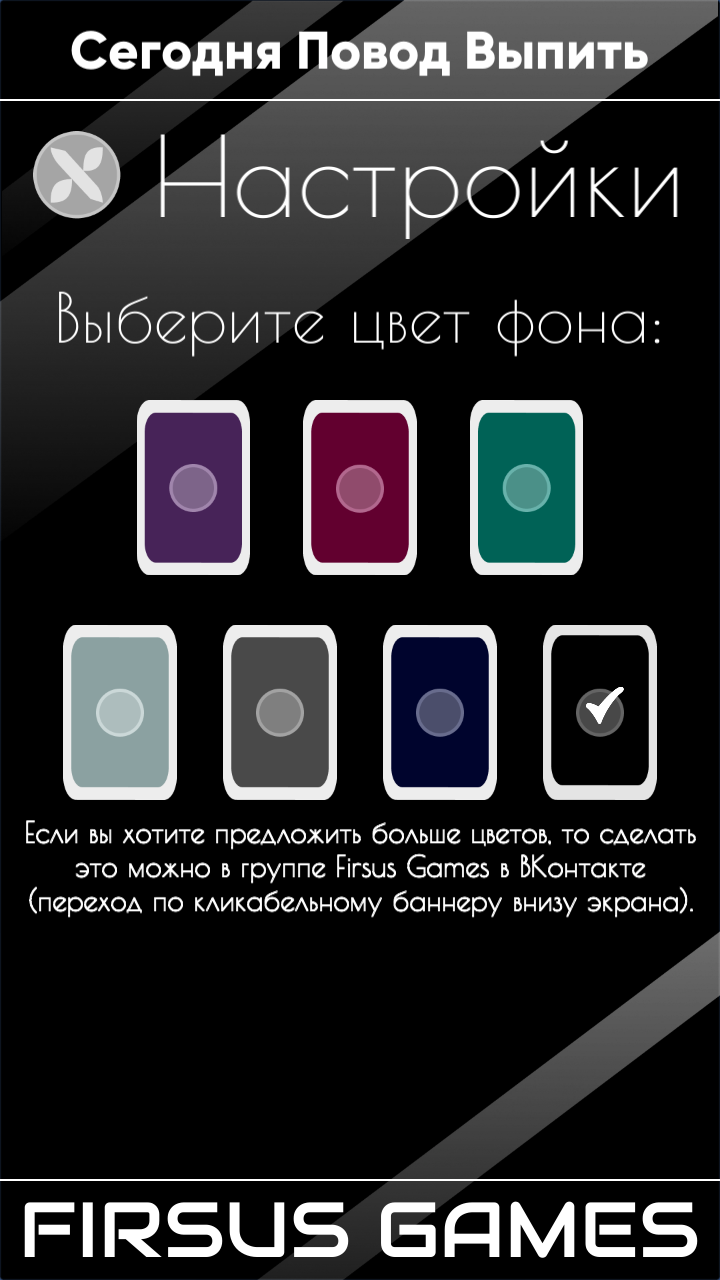 Сегодня Повод Выпить
Настройки
Выберите цвет фона:
Если вы хотите предложить больше цветов, то сделать
это можно в группе Firsus Games в ВКонтакте
(переход по кликабельному баннеру внизу экрана).
FIRSUS GAMES